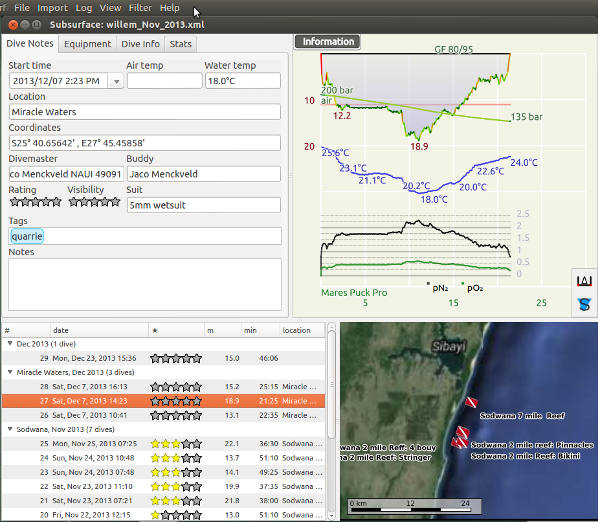 rf File Import Log View Filter Help
Subsurface: willem_Nov_2013.xml
Dive Notes Equipment Dive Info Stats
Start time Air temp Water temp
2013/12/07 2:23 PM 18.0°C
Location
Miracle Waters
Coordinates
S25° 40.65642' , E27° 45.45858'
Divemaster Buddy
co Menckveld NAUI 49091 Jaco Menckveld
Rating Visibility Suit
5mm wetsuit
Tags
quarrie
Notes
Information
GF 80/95
200 bar
air
10
12.2
135 bar
20
18.9
25.6°C
23.1°C
21.1°C
20.2°C
18.0°C
20.0°C
22.6°C
24.0°C
2.5
2
1.5
1
0.5
0
pN₂ pO₂
Mares Puck Pro
5 15 25
# date m min location
Dec 2013 (1 dive)
29 Mon, Dec 23, 2013 15:36 15.0 46:06
Miracle Waters, Dec 2013 (3 dives)
28 Sat, Dec 7, 2013 16:13 15.2 25:15 Miracle ...
27 Sat, Dec 7, 2013 14:23 18.9 21:25 Miracle ...
26 Sat, Dec 7, 2013 10:41 13.1 22:35 Miracle ...
Sodwana, Nov 2013 (7 dives)
25 Mon, Nov 25, 2013 07:25 22.1 36:30 Sodwana ...
24 Sun, Nov 24, 2013 10:48 13.7 51:10 Sodwana ...
23 Sun, Nov 24, 2013 07:48 14.1 49:25 Sodwana ...
22 Sat, Nov 23, 2013 11:10 19.9 37:35 Sodwana ...
21 Sat, Nov 23, 2013 07:21 21.8 38:00 Sodwana ...
20 Fri, Nov 22, 2013 12:15 13.0 51:10 Sodwana ...
Sibayi
Sodwana 7 mile Reef
dwana 2 mile Reff: 4 bouy
Sodwana 2 mile reef: Pinnacles
na 2 mile Reef: Stringer
Sodwana 2 mile Reef: Bikini
0 km 12 24